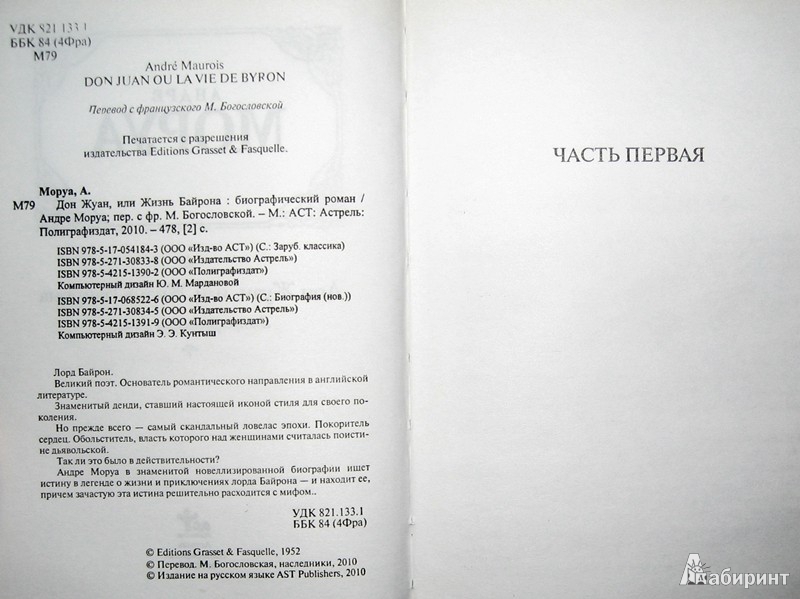 УДК 821.133.1
ББК 84 (4Фра)
М79
André Maurois
DON JUAN OU LA VIE DE BYRON
Перевод с французского М. Богословской
Печатается с разрешения
издательства Editions Grasset & Fasquelle.
Моруа, А.
М79 Дон Жуан, или Жизнь Байрона : биографический роман /
Андре Моруа; пер. с фр. М. Богословской. – М.: АСТ: Астрель:
Полиграфиздат, 2010. – 478, [2] с.
ISBN 978-5-17-054184-3 (ООО «Изд-во АСТ») (С.: Заруб. классика)
ISBN 978-5-271-30833-8 (ООО «Издательство Астрель»)
ISBN 978-5-4215-1390-2 (ООО «Полиграфиздат»)
Компьютерный дизайн Ю. М. Мардановой
ISBN 978-5-17-068522-6 (ООО «Изд-во АСТ») (С.: Биография (нов.))
ISBN 978-5-271-30834-5 (ООО «Издательство Астрель»)
ISBN 978-5-4215-1391-9 (ООО «Полиграфиздат»)
Компьютерный дизайн Э. Э. Кунтыш
Лорд Байрон.
Великий поэт. Основатель романтического направления в английской
литературе.
Знаменитый денди, ставший настоящей иконой стиля для своего по-
коления.
Но прежде всего — самый скандальный ловелас эпохи. Покоритель
сердец. Обольститель, власть которого над женщинами считалась поисти-
не дьявольской.
Так ли это было в действительности?
Андре Моруа в знаменитой новеллизированной биографии ищет
истину в легенде о жизни и приключениях лорда Байрона — и находит ее,
причем зачастую эта истина решительно расходится с мифом..
УДК 821.133.1
ББК 84 (4Фра)
© Editions Grasset & Fasquelle, 1952
© Перевод. М. Богословская, наследники, 2010
© Издание на русском языке AST Publishers, 2010
ЧАСТЬ ПЕРВАЯ
Лабиринт